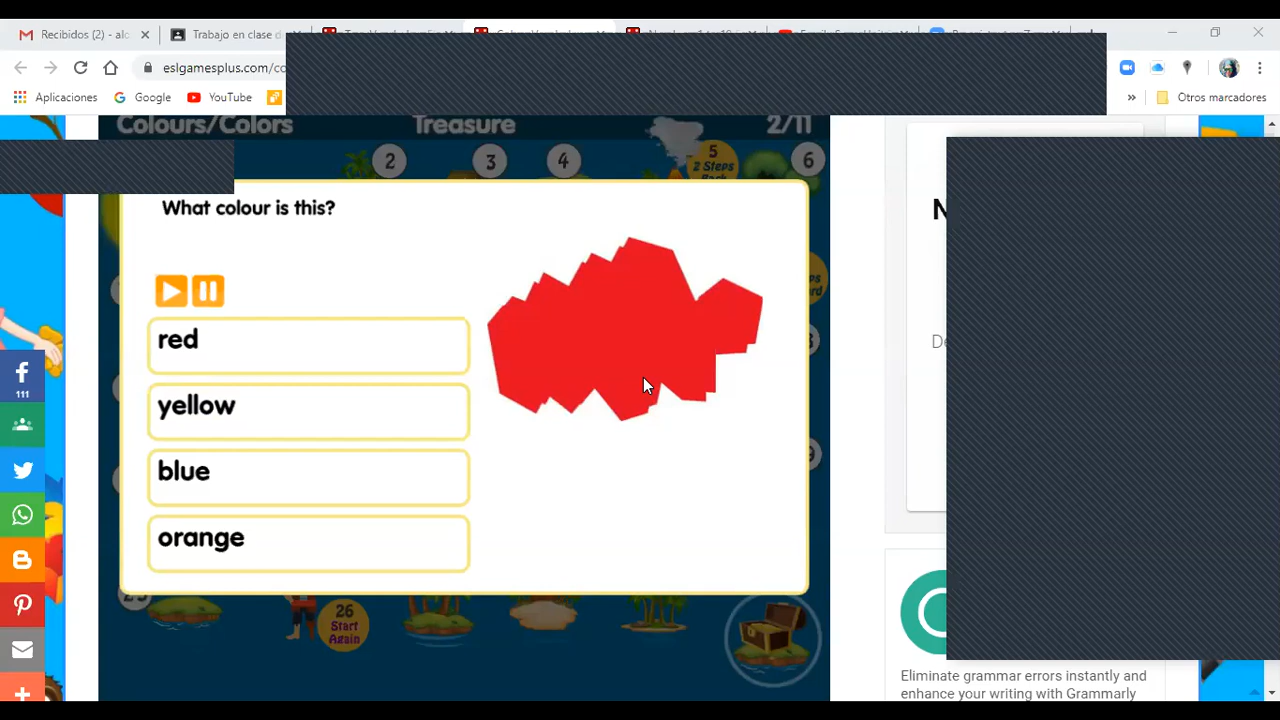 Recibidos (2) - alc
Trabajo en clase d
eslgamesplus.com/co
Aplicaciones
Google
YouTube
Otros marcadores
Colours/Colors
Treasure
2/11
2
3
4
5
2 Steps
6
What colour is this?
red
yellow
blue
orange
111
26
Start
Again
Eliminate grammar errors instantly and
enhance your writing with Grammarly